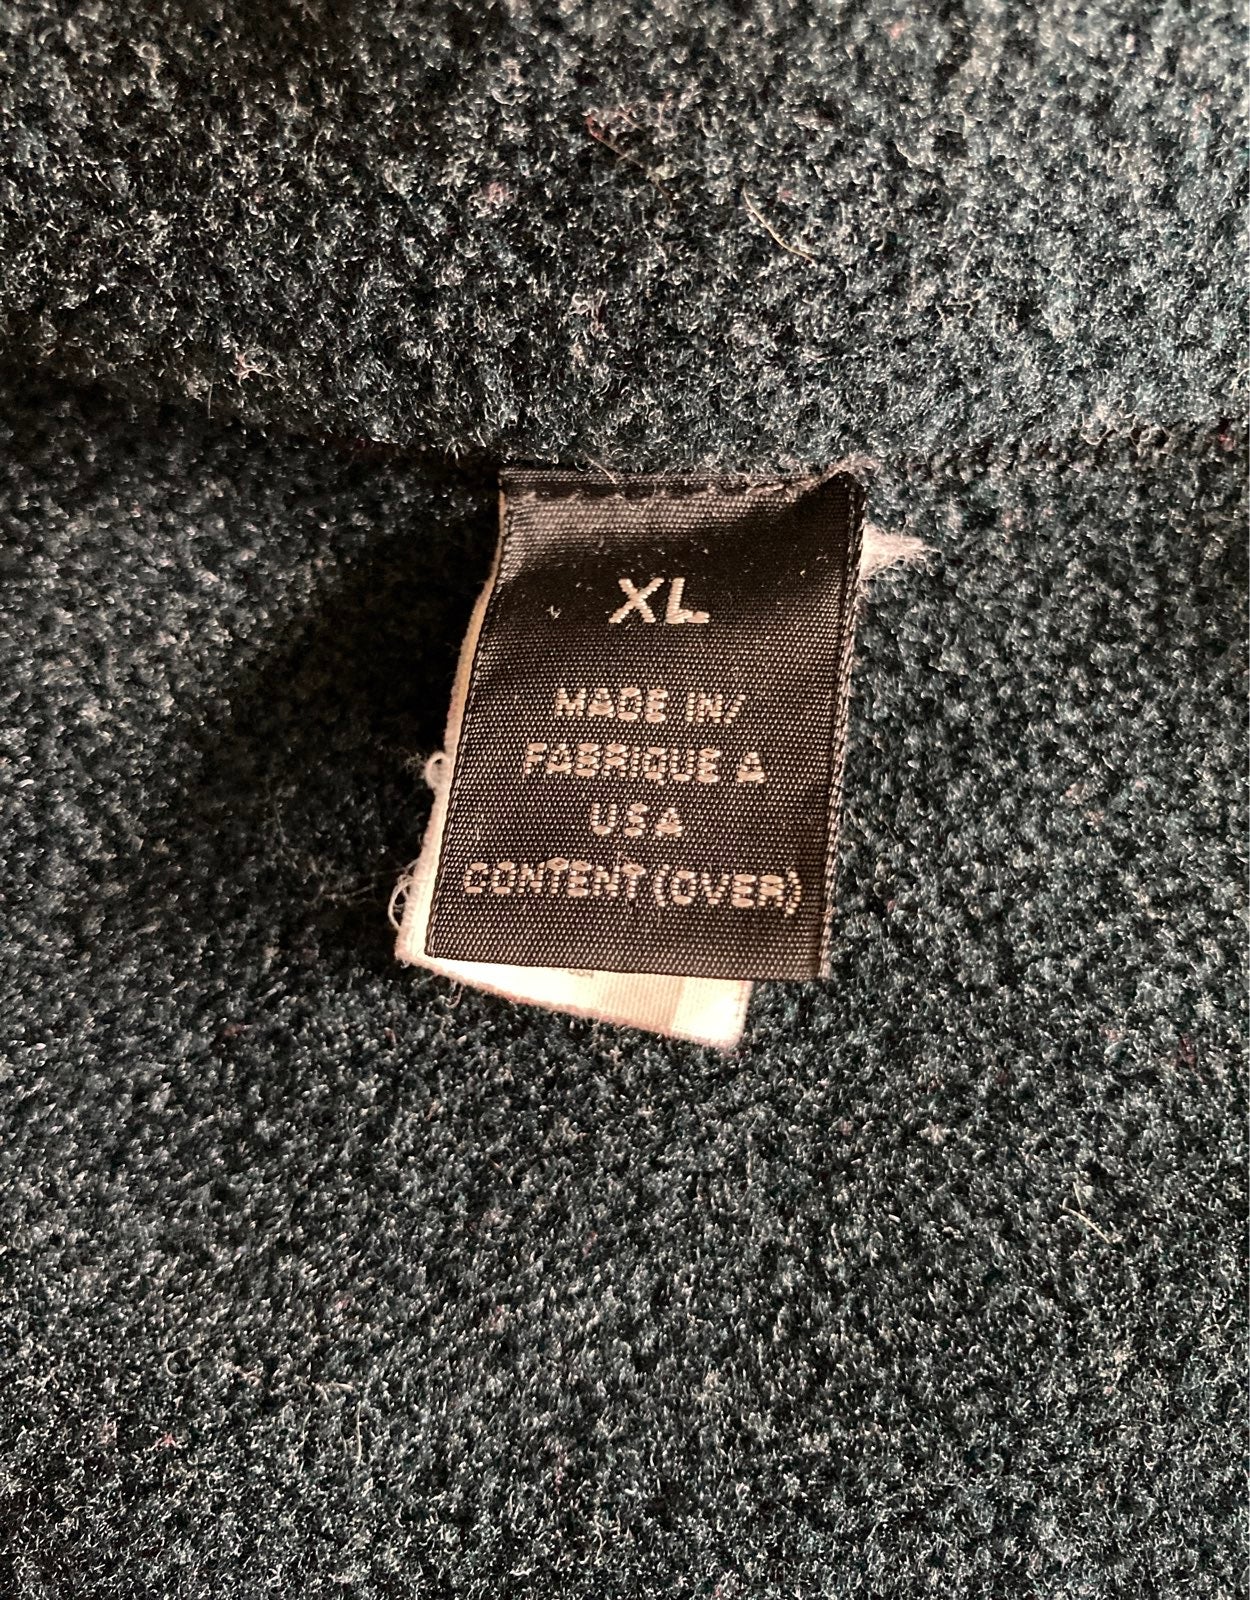 XL
MADE IN/
FABRIQUE A
USA
CONTENT (OVER)